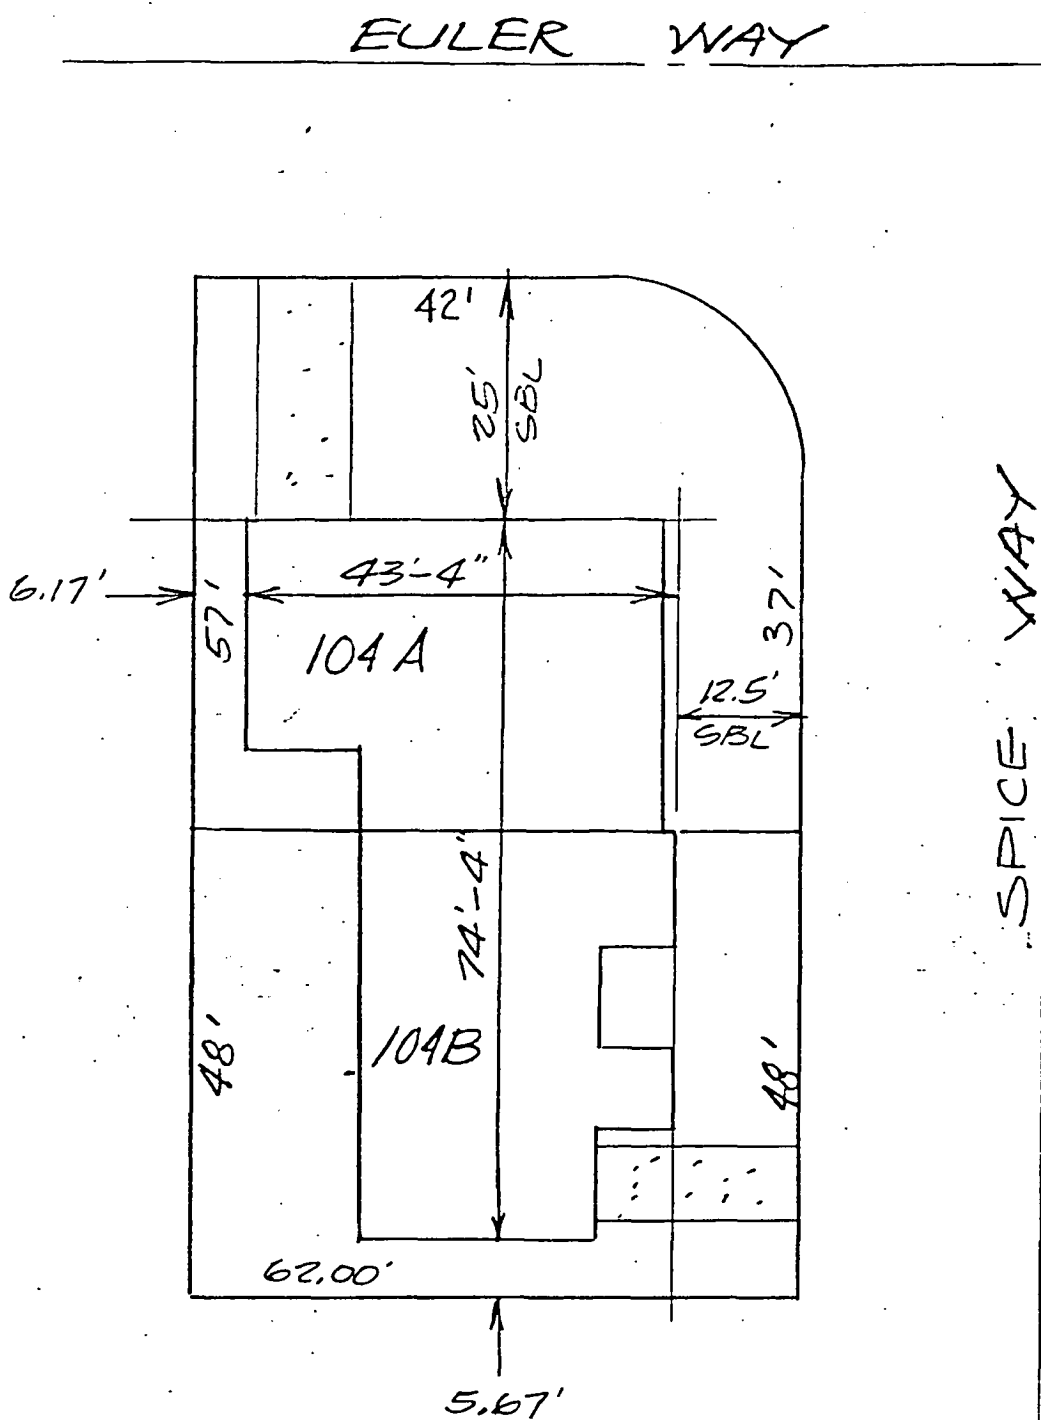 EULER WAY
42'
25'
SBL
6.17'
43'-4"
57'
37'
104A
12.5'
SBL
SPICE WAY
74'-4"
104B
48'
48'
62.00'
5.67'